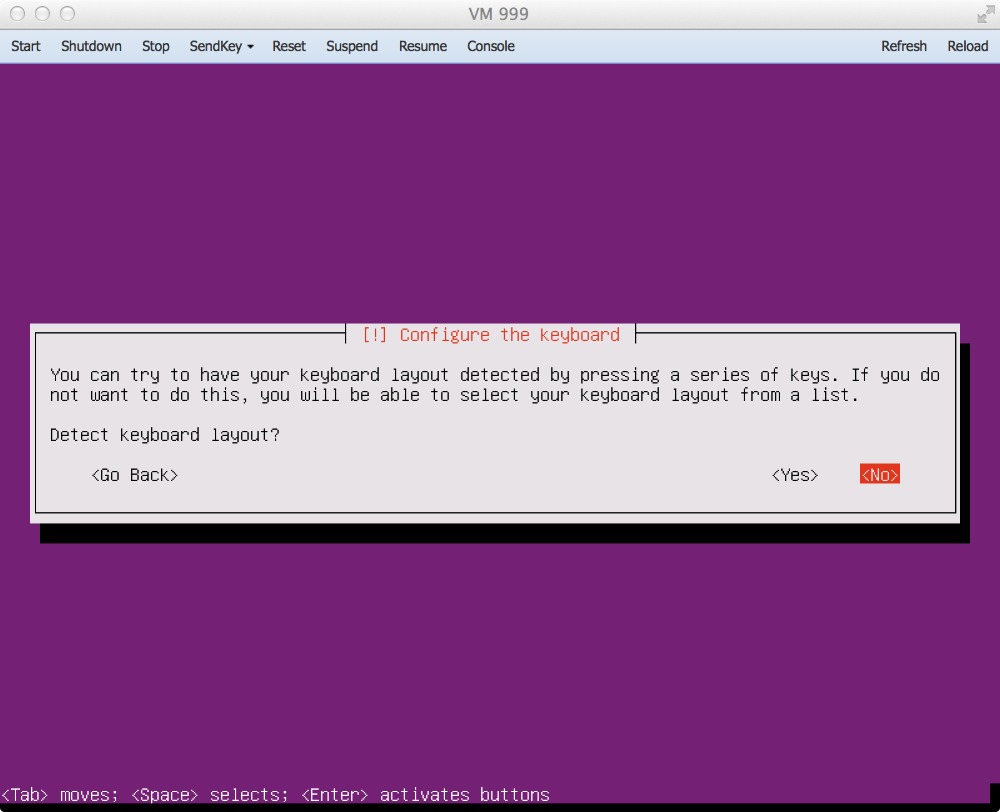 VM 999
Start Shutdown Stop SendKey Reset Suspend Resume Console Refresh Reload
[!] Configure the keyboard
You can try to have your keyboard layout detected by pressing a series of keys. If you do
not want to do this, you will be able to select your keyboard layout from a list.
Detect keyboard layout?
<Go Back> <Yes> <No>
<Tab> moves; <Space> selects; <Enter> activates buttons